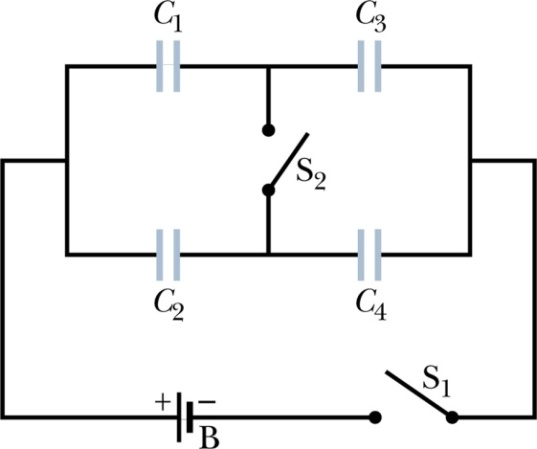 C₁ C₃
S₂
C₂ C₄
S₁
+ −
B